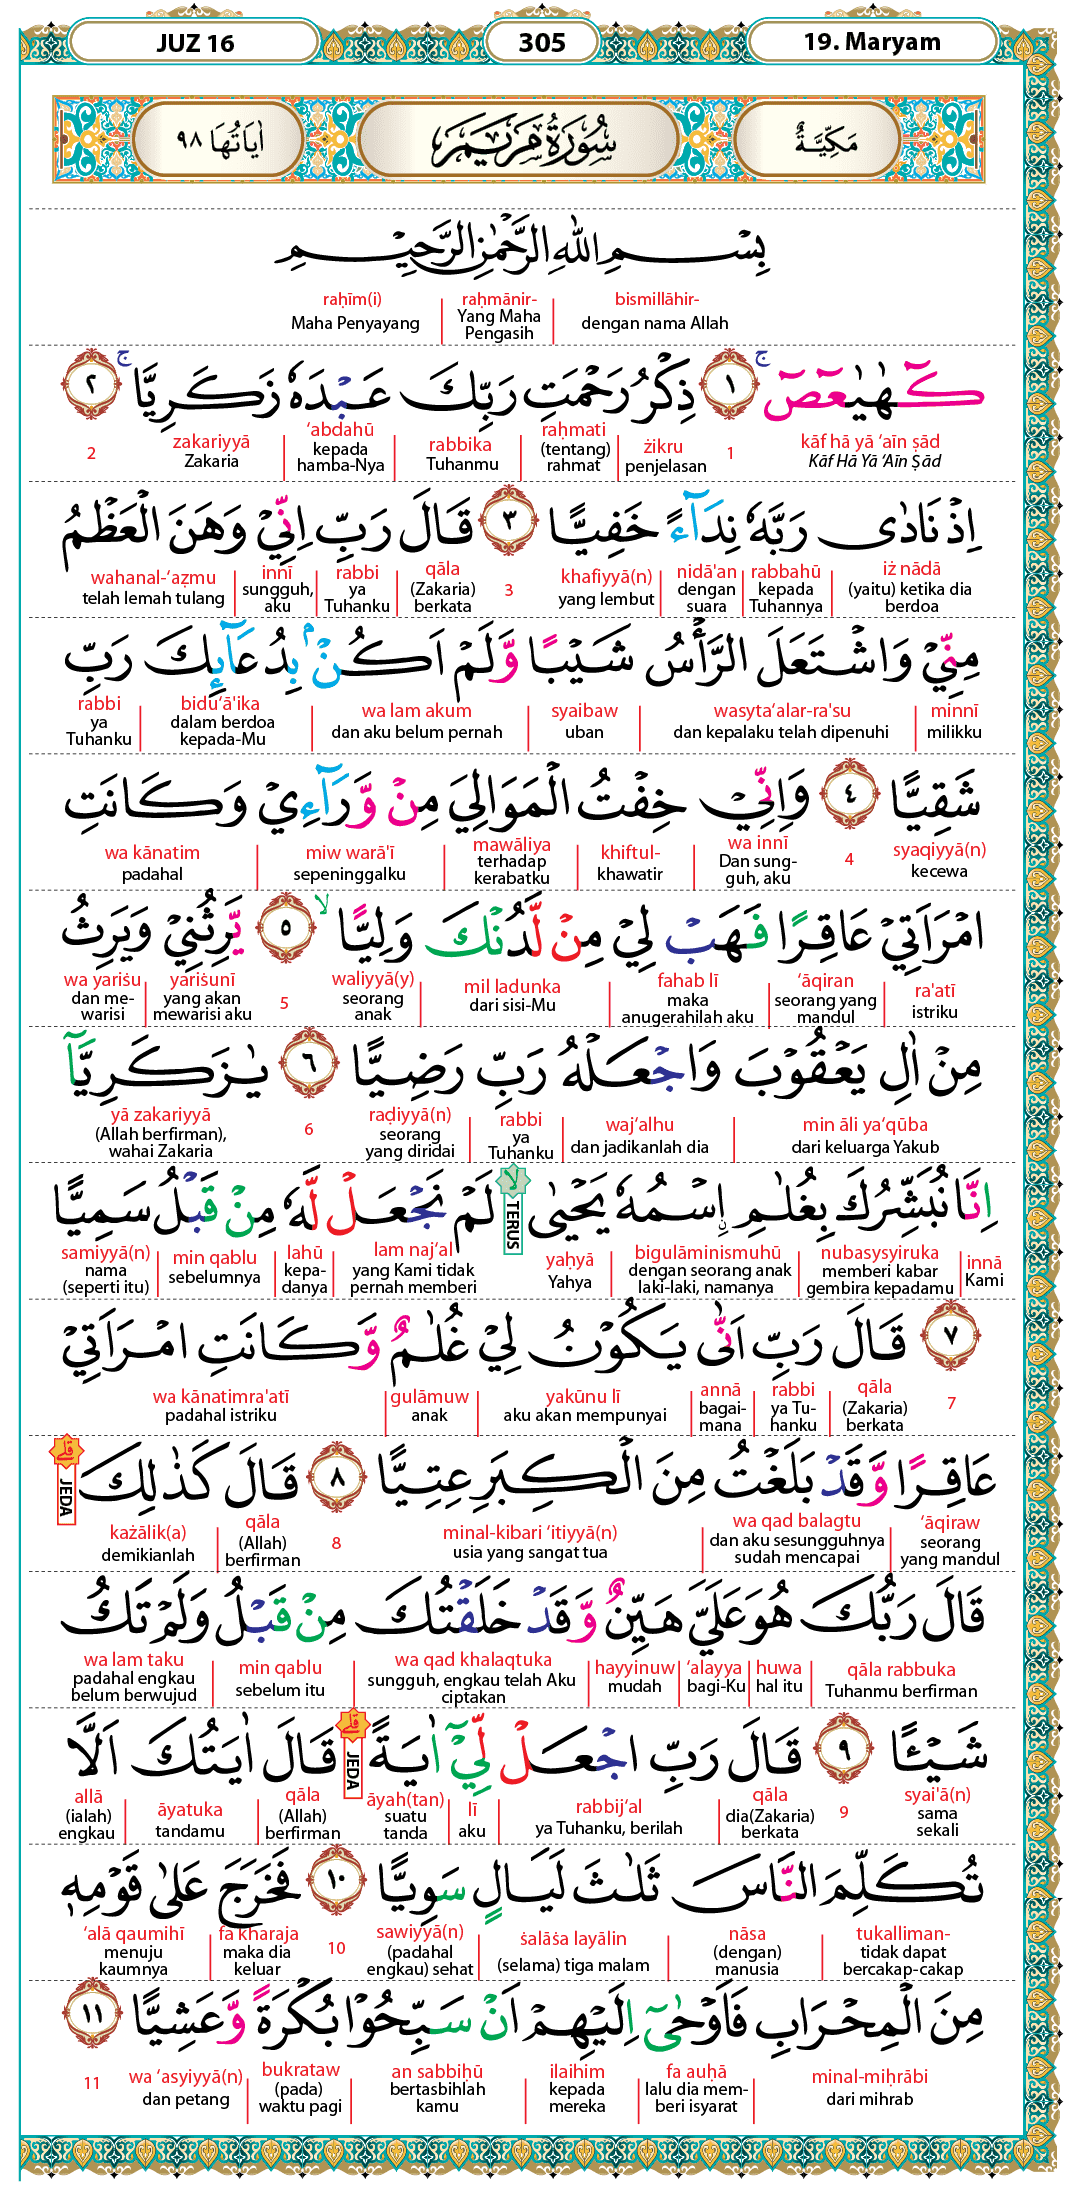 JUZ 16
305
19. Maryam
مَكِّيَّةٌ
سُوْرَةُ مَرْيَمَ
اٰيَاتُهَا ٩٨
بِسْمِ اللهِ الرَّحْمٰنِ الرَّحِيْمِ
bismillāhir- raḥmānir- raḥīm(i)
dengan nama Allah Yang Maha Pengasih Maha Penyayang
كۤهٰيٰعۤصۤ ۚ ١ ذِكْرُ رَحْمَتِ رَبِّكَ عَبْدَهٗ زَكَرِيَّا ۚ ٢
kāf hā yā ‘aīn ṣād 1 żikru raḥmati rabbika ‘abdahū zakariyyā 2
Kāf Hā Yā ‘Aīn Ṣād penjelasan (tentang) rahmat Tuhanmu kepada hamba-Nya Zakaria
اِذْ نَادٰى رَبَّهٗ نِدَاۤءً خَفِيًّا ٣ قَالَ رَبِّ اِنِّيْ وَهَنَ الْعَظْمُ
iż nādā rabbahū nidā'an khafiyyā(n) 3 qāla rabbi innī wahanal-‘aẓmu
(yaitu) ketika dia berdoa kepada Tuhannya dengan suara yang lembut (Zakaria) berkata ya Tuhanku sungguh, aku telah lemah tulang
مِنِّيْ وَاشْتَعَلَ الرَّأْسُ شَيْبًا وَّلَمْ اَكُنْۢ بِدُعَاۤىِٕكَ رَبِّ
minnī wasyta‘alar-ra'su syaibaw wa lam akum bidu‘ā'ika rabbi
milikku dan kepalaku telah dipenuhi uban dan aku belum pernah dalam berdoa kepada-Mu ya Tuhanku
شَقِيًّا ٤ وَاِنِّيْ خِفْتُ الْمَوَالِيَ مِنْ وَّرَاۤءِيْ وَكَانَتِ
syaqiyyā(n) 4 wa innī khiftul- mawāliya miw warā'ī wa kānatim
kecewa Dan sung-guh, aku khawatir terhadap kerabatku sepeninggalku padahal
امْرَاَتِيْ عَاقِرًا فَهَبْ لِيْ مِنْ لَّدُنْكَ وَلِيًّا ۙ ٥ يَّرِثُنِيْ وَيَرِثُ
ra'atī ‘āqiran fahab lī mil ladunka waliyyā(y) 5 yariṡunī wa yariṡu
istriku seorang yang mandul maka anugerahilah aku dari sisi-Mu seorang anak yang akan mewarisi aku dan me-warisi
مِنْ اٰلِ يَعْقُوْبَ وَاجْعَلْهُ رَبِّ رَضِيًّا ٦ يٰزَكَرِيَّآ
min āli ya‘qūba waj‘alhu rabbi raḍiyyā(n) 6 yā zakariyyā
dari keluarga Yakub dan jadikanlah dia ya Tuhanku seorang yang diridai (Allah berfirman), wahai Zakaria
اِنَّا نُبَشِّرُكَ بِغُلٰمِ ِۨاسْمُهٗ يَحْيٰى لا TERUS لَمْ نَجْعَلْ لَّهٗ مِنْ قَبْلُ سَمِيًّا
innā nubasysyiruka bigulāminismuhū yaḥyā lam naj‘al lahū min qablu samiyyā(n)
Kami memberi kabar gembira kepadamu dengan seorang anak laki-laki, namanya Yahya yang Kami tidak pernah memberi kepa-danya sebelumnya nama (seperti itu)
٧ قَالَ رَبِّ اَنّٰى يَكُوْنُ لِيْ غُلٰمٌ وَّكَانَتِ امْرَاَتِيْ
7 qāla rabbi annā yakūnu lī gulāmuw wa kānatimra'atī
(Zakaria) berkata ya Tu-hanku bagai-mana aku akan mempunyai anak padahal istriku
عَاقِرًا وَّقَدْ بَلَغْتُ مِنَ الْكِبَرِ عِتِيًّا ٨ قَالَ كَذٰلِكَ قلى JEDA
‘āqiraw wa qad balagtu minal-kibari ‘itiyyā(n) 8 qāla każālik(a)
seorang yang mandul dan aku sesungguhnya sudah mencapai usia yang sangat tua (Allah) berfirman demikianlah
قَالَ رَبُّكَ هُوَ عَلَيَّ هَيِّنٌ وَّقَدْ خَلَقْتُكَ مِنْ قَبْلُ وَلَمْ تَكُ
qāla rabbuka huwa ‘alayya hayyinuw wa qad khalaqtuka min qablu wa lam taku
Tuhanmu berfirman hal itu bagi-Ku mudah sungguh, engkau telah Aku ciptakan sebelum itu padahal engkau belum berwujud
شَيْـًٔا ٩ قَالَ رَبِّ اجْعَلْ لِّيْٓ اٰيَةً قلى JEDA قَالَ اٰيَتُكَ اَلَّا
syai'ā(n) 9 qāla rabbij‘al lī āyah(tan) qāla āyatuka allā
sama sekali dia(Zakaria) berkata ya Tuhanku, berilah aku suatu tanda (Allah) berfirman tandamu (ialah) engkau
تُكَلِّمَ النَّاسَ ثَلٰثَ لَيَالٍ سَوِيًّا ١٠ فَخَرَجَ عَلٰى قَوْمِهٖ
tukalliman- nāsa ṡalāṡa layālin sawiyyā(n) 10 fa kharaja ‘alā qaumihī
tidak dapat bercakap-cakap (dengan) manusia (selama) tiga malam (padahal engkau) sehat maka dia keluar menuju kaumnya
مِنَ الْمِحْرَابِ فَاَوْحٰىٓ اِلَيْهِمْ اَنْ سَبِّحُوْا بُكْرَةً وَّعَشِيًّا ١١
minal-miḥrābi fa auḥā ilaihim an sabbiḥū bukrataw wa ‘asyiyyā(n) 11
dari mihrab lalu dia mem-beri isyarat kepada mereka bertasbihlah kamu (pada) waktu pagi dan petang